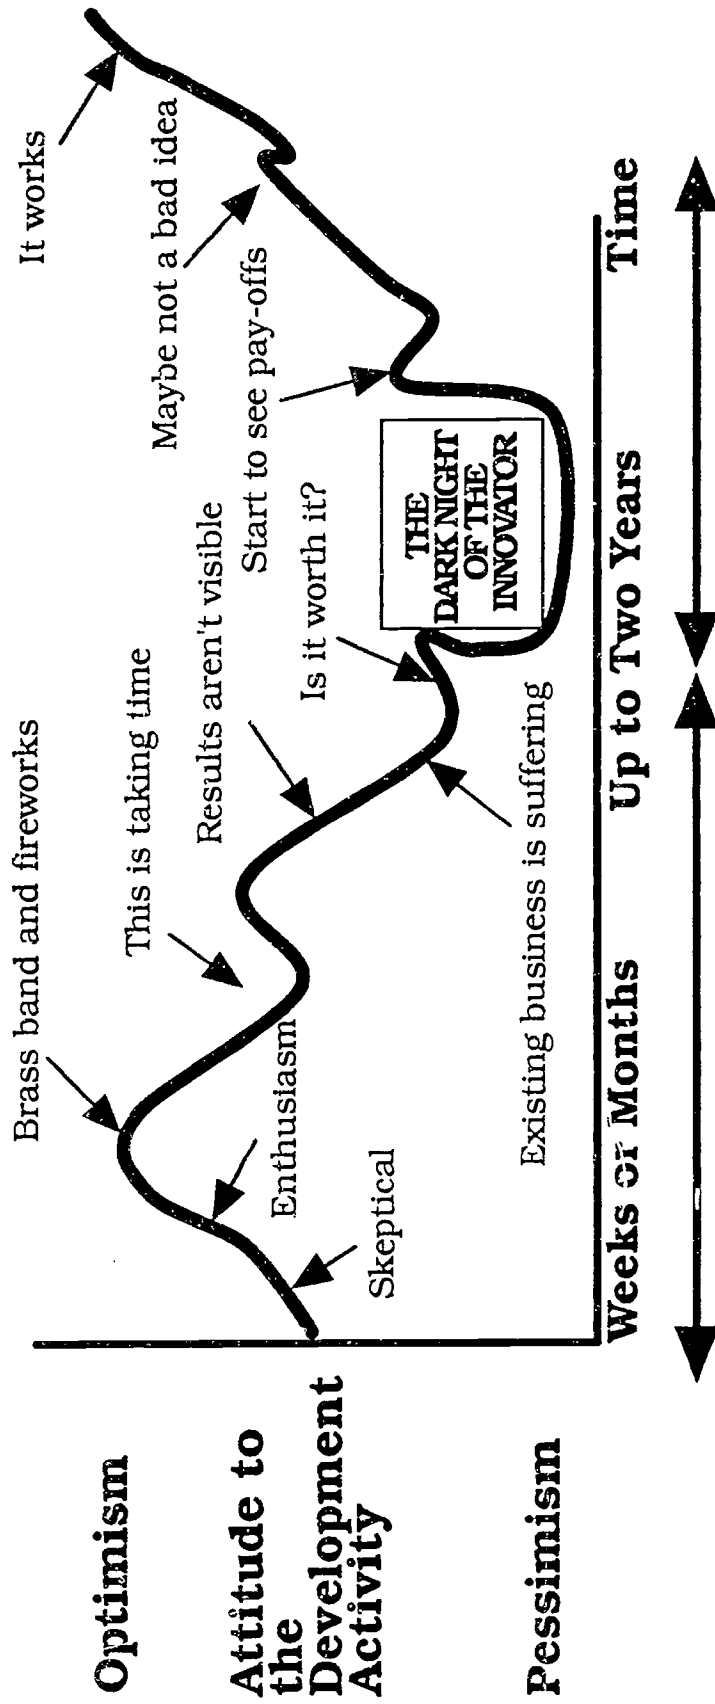 Optimism
Attitude to
the
Development
Activity
Pessimism
Brass band and fireworks
It works
This is taking time
Maybe not a bad idea
Results aren't visible
Start to see pay-offs
Enthusiasm
Is it worth it?
Skeptical
THE
DARK NIGHT
OF THE
INNOVATOR
Existing business is suffering
Weeks or Months
Up to Two Years
Time